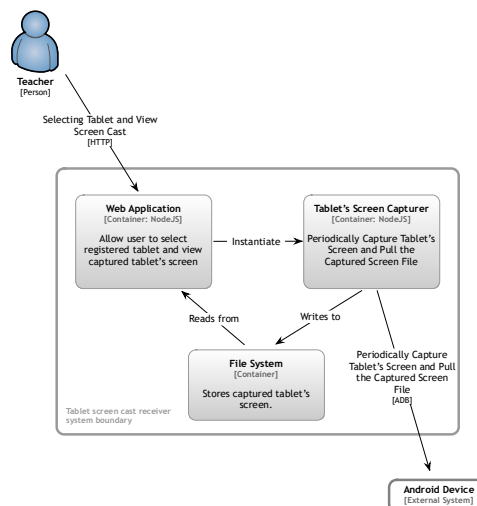 Teacher
[Person]
Selecting Tablet and View
Screen Cast
[HTTP]
Web Application
[Container: NodeJS]
Allow user to select
registered tablet and view
captured tablet's screen
Instantiate
Tablet's Screen Capturer
[Container: NodeJS]
Periodically Capture Tablet's
Screen and Pull the
Captured Screen File
Reads from
Writes to
File System
[Container]
Stores captured tablet's
screen.
Periodically Capture
Tablet's Screen and Pull
the Captured Screen
File
[ADB]
Tablet screen cast receiver
system boundary
Android Device
[External System]